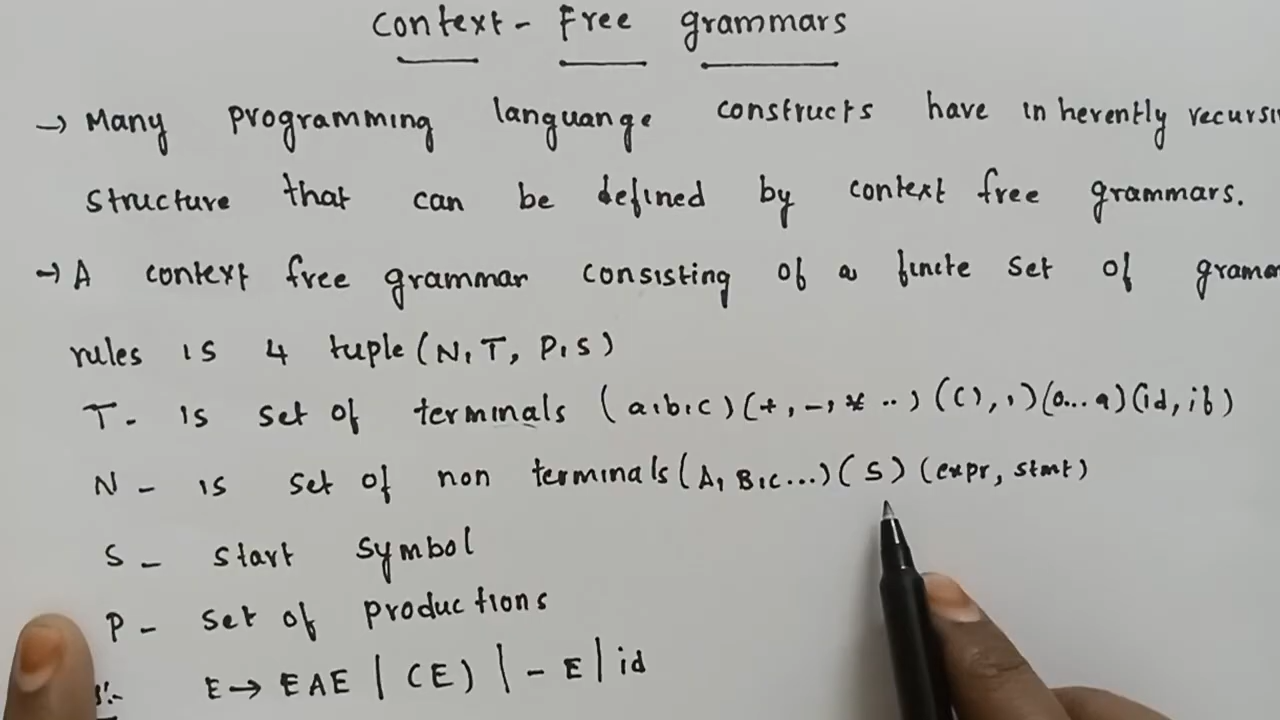 Context - Free grammars
→ Many programming languange constructs have inherently recursi
structure that can be defined by context free grammars.
→ A context free grammar consisting of a finite set of gramm
rules is 4 tuple (N, T, P, S)
T - is set of terminals (a,b,c) (+, -, * ..) ((), ,) (0...9) (id, if)
N - is set of non terminals (A, B, C...) (S) (expr, stmt)
S - start symbol
P - set of productions
E → EAE | (E) | - E | id